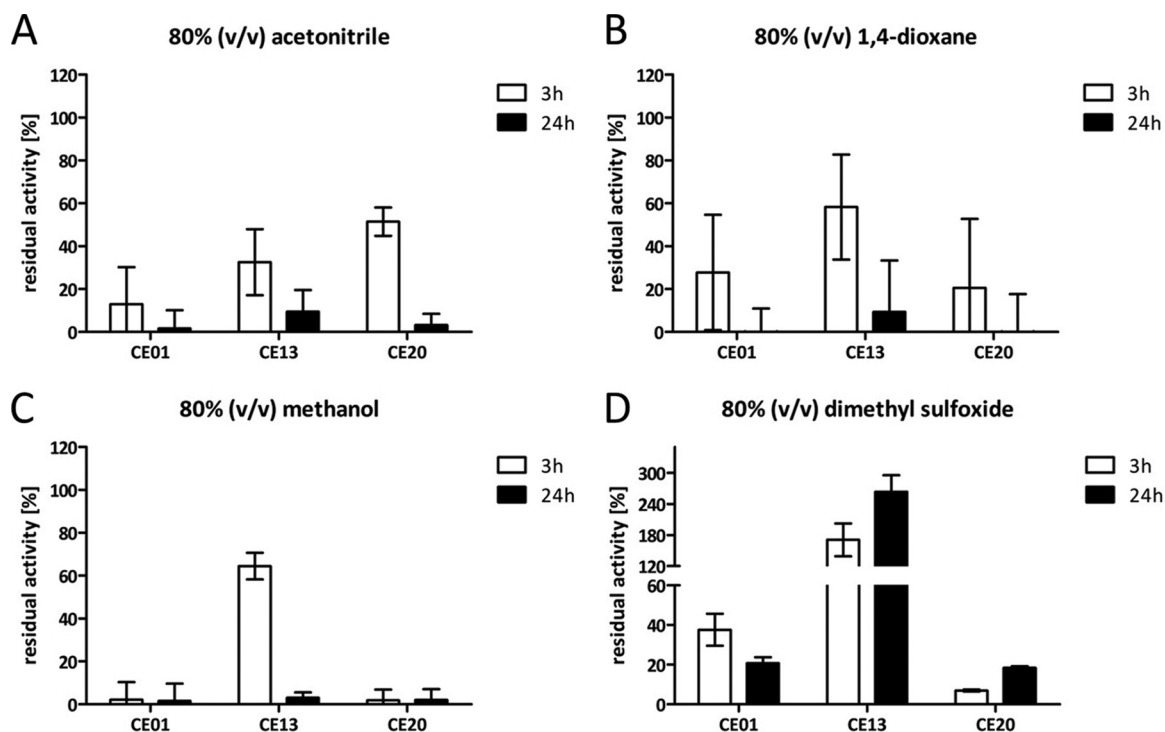 A
80% (v/v) acetonitrile
residual activity [%]
120
100
80
60
40
20
0
CE01 CE13 CE20
3h
24h
B
80% (v/v) 1,4-dioxane
residual activity [%]
120
100
80
60
40
20
0
CE01 CE13 CE20
3h
24h
C
80% (v/v) methanol
residual activity [%]
120
100
80
60
40
20
0
CE01 CE13 CE20
3h
24h
D
80% (v/v) dimethyl sulfoxide
residual activity [%]
300
240
180
120
60
40
20
0
CE01 CE13 CE20
3h
24h